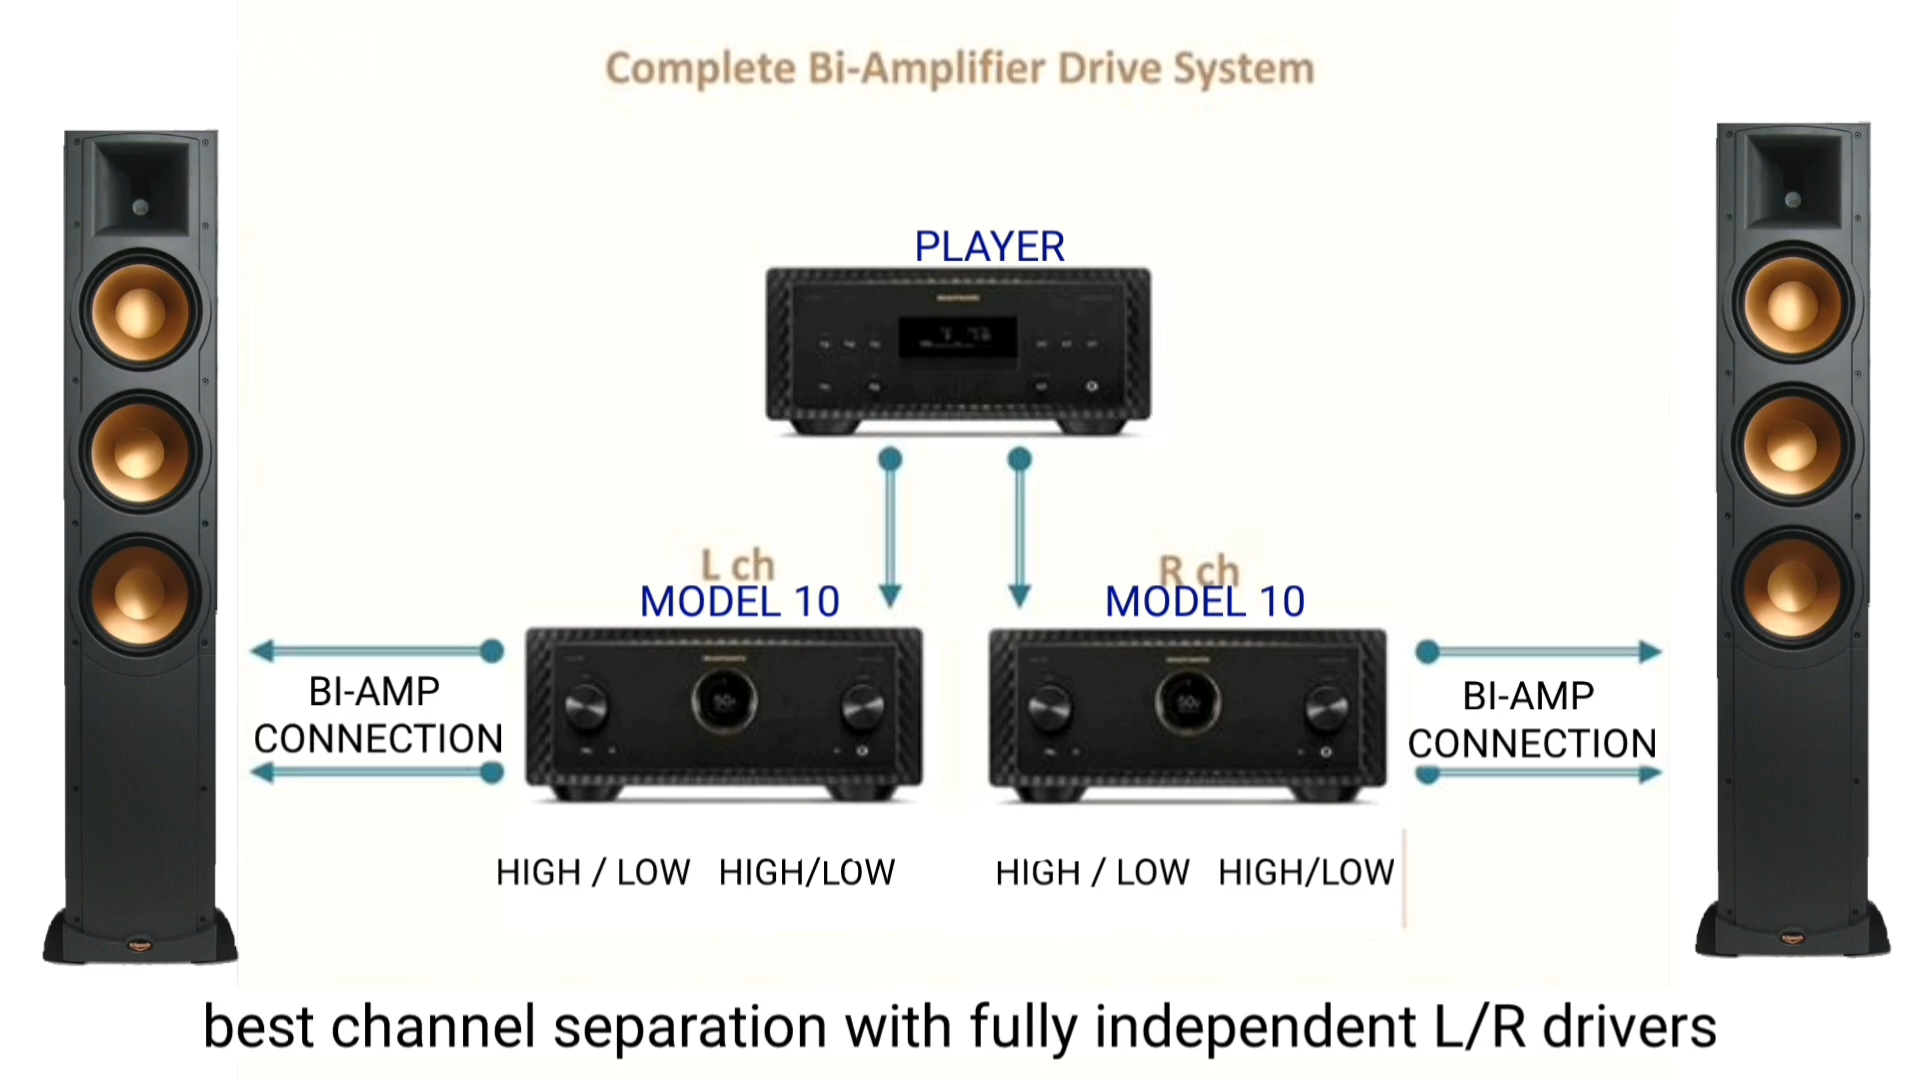 Complete Bi-Amplifier Drive System
PLAYER
L ch
MODEL 10
R ch
MODEL 10
BI-AMP
CONNECTION
BI-AMP
CONNECTION
HIGH / LOW HIGH/LOW
HIGH / LOW HIGH/LOW
best channel separation with fully independent L/R drivers